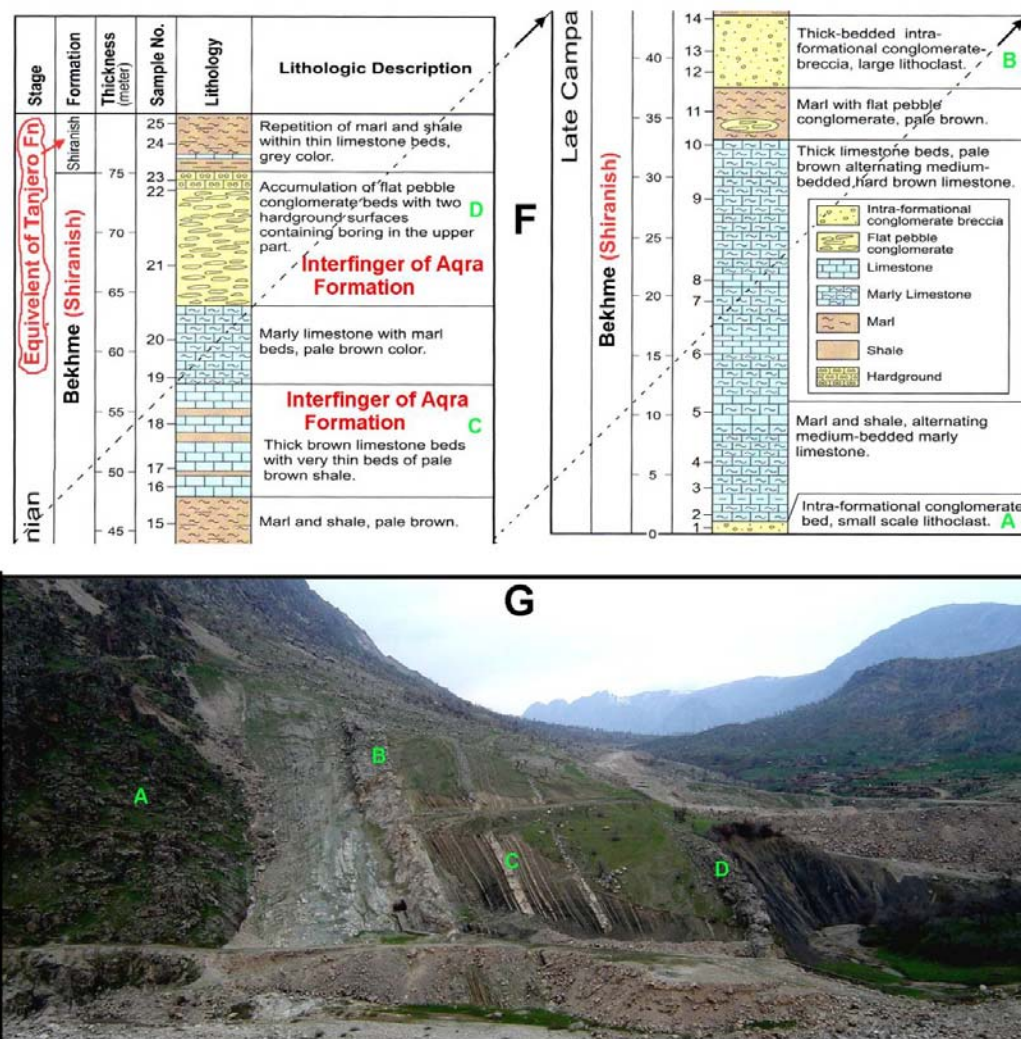 Stage
Formation
Thickness
(meter)
Sample No.
Lithology
Lithologic Description
Equivelent of Tanjero Fn
Shiranish
Bekhme (Shiranish)
nian
75
70
65
60
55
50
45
25
24
23
22
21
20
19
18
17
16
15
Repetition of marl and shale
within thin limestone beds,
grey color.
Accumulation of flat pebble
conglomerate beds with two
hardground surfaces
containing boring in the upper
part.
D
Interfinger of Aqra
Formation
Marly limestone with marl
beds, pale brown color.
Interfinger of Aqra
Formation
C
Thick brown limestone beds
with very thin beds of pale
brown shale.
Marl and shale, pale brown.
F
Late Campa
Bekhme (Shiranish)
40
35
30
25
20
15
10
5
0
14
13
12
11
10
9
8
7
6
5
4
3
2
1
Thick-bedded intra-
formational conglomerate
breccia, large lithoclast.
B
Marl with flat pebble
conglomerate, pale brown.
Thick limestone beds, pale
brown alternating medium-
bedded hard brown limestone.
Intra-formational
conglomerate breccia
Flat pebble
conglomerate
Limestone
Marly Limestone
Marl
Shale
Hardground
Marl and shale, alternating
medium-bedded marly
limestone.
Intra-formational conglomerate
bed, small scale lithoclast.
A
G
A
B
C
D